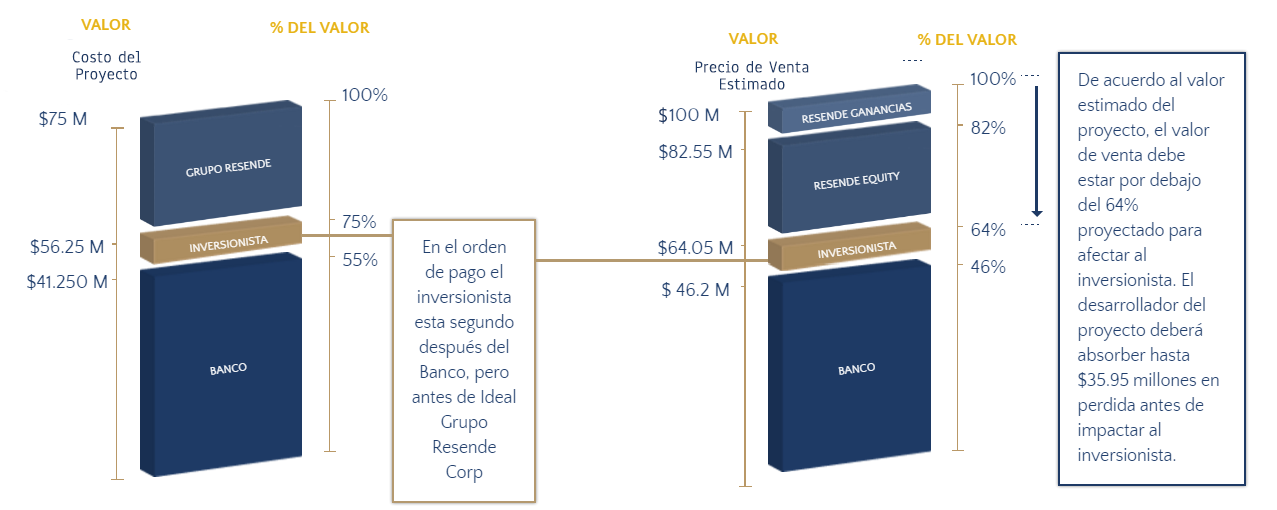 VALOR
% DEL VALOR
Costo del
Proyecto
$75 M
100%
GRUPO RESENDE
75%
$56.25 M
INVERSIONISTA
55%
$41.250 M
BANCO
En el orden
de pago el
inversionista
esta segundo
después del
Banco, pero
antes de Ideal
Grupo
Resende
Corp
VALOR
% DEL VALOR
Precio de Venta
Estimado
100%
$100 M
RESENDE GANANCIAS
82%
$82.55 M
RESENDE EQUITY
64%
$64.05 M
INVERSIONISTA
46%
$ 46.2 M
BANCO
De acuerdo al valor
estimado del
proyecto, el valor
de venta debe
estar por debajo
del 64%
proyectado para
afectar al
inversionista. El
desarrollador del
proyecto deberá
absorber hasta
$35.95 millones en
perdida antes de
impactar al
inversionista.